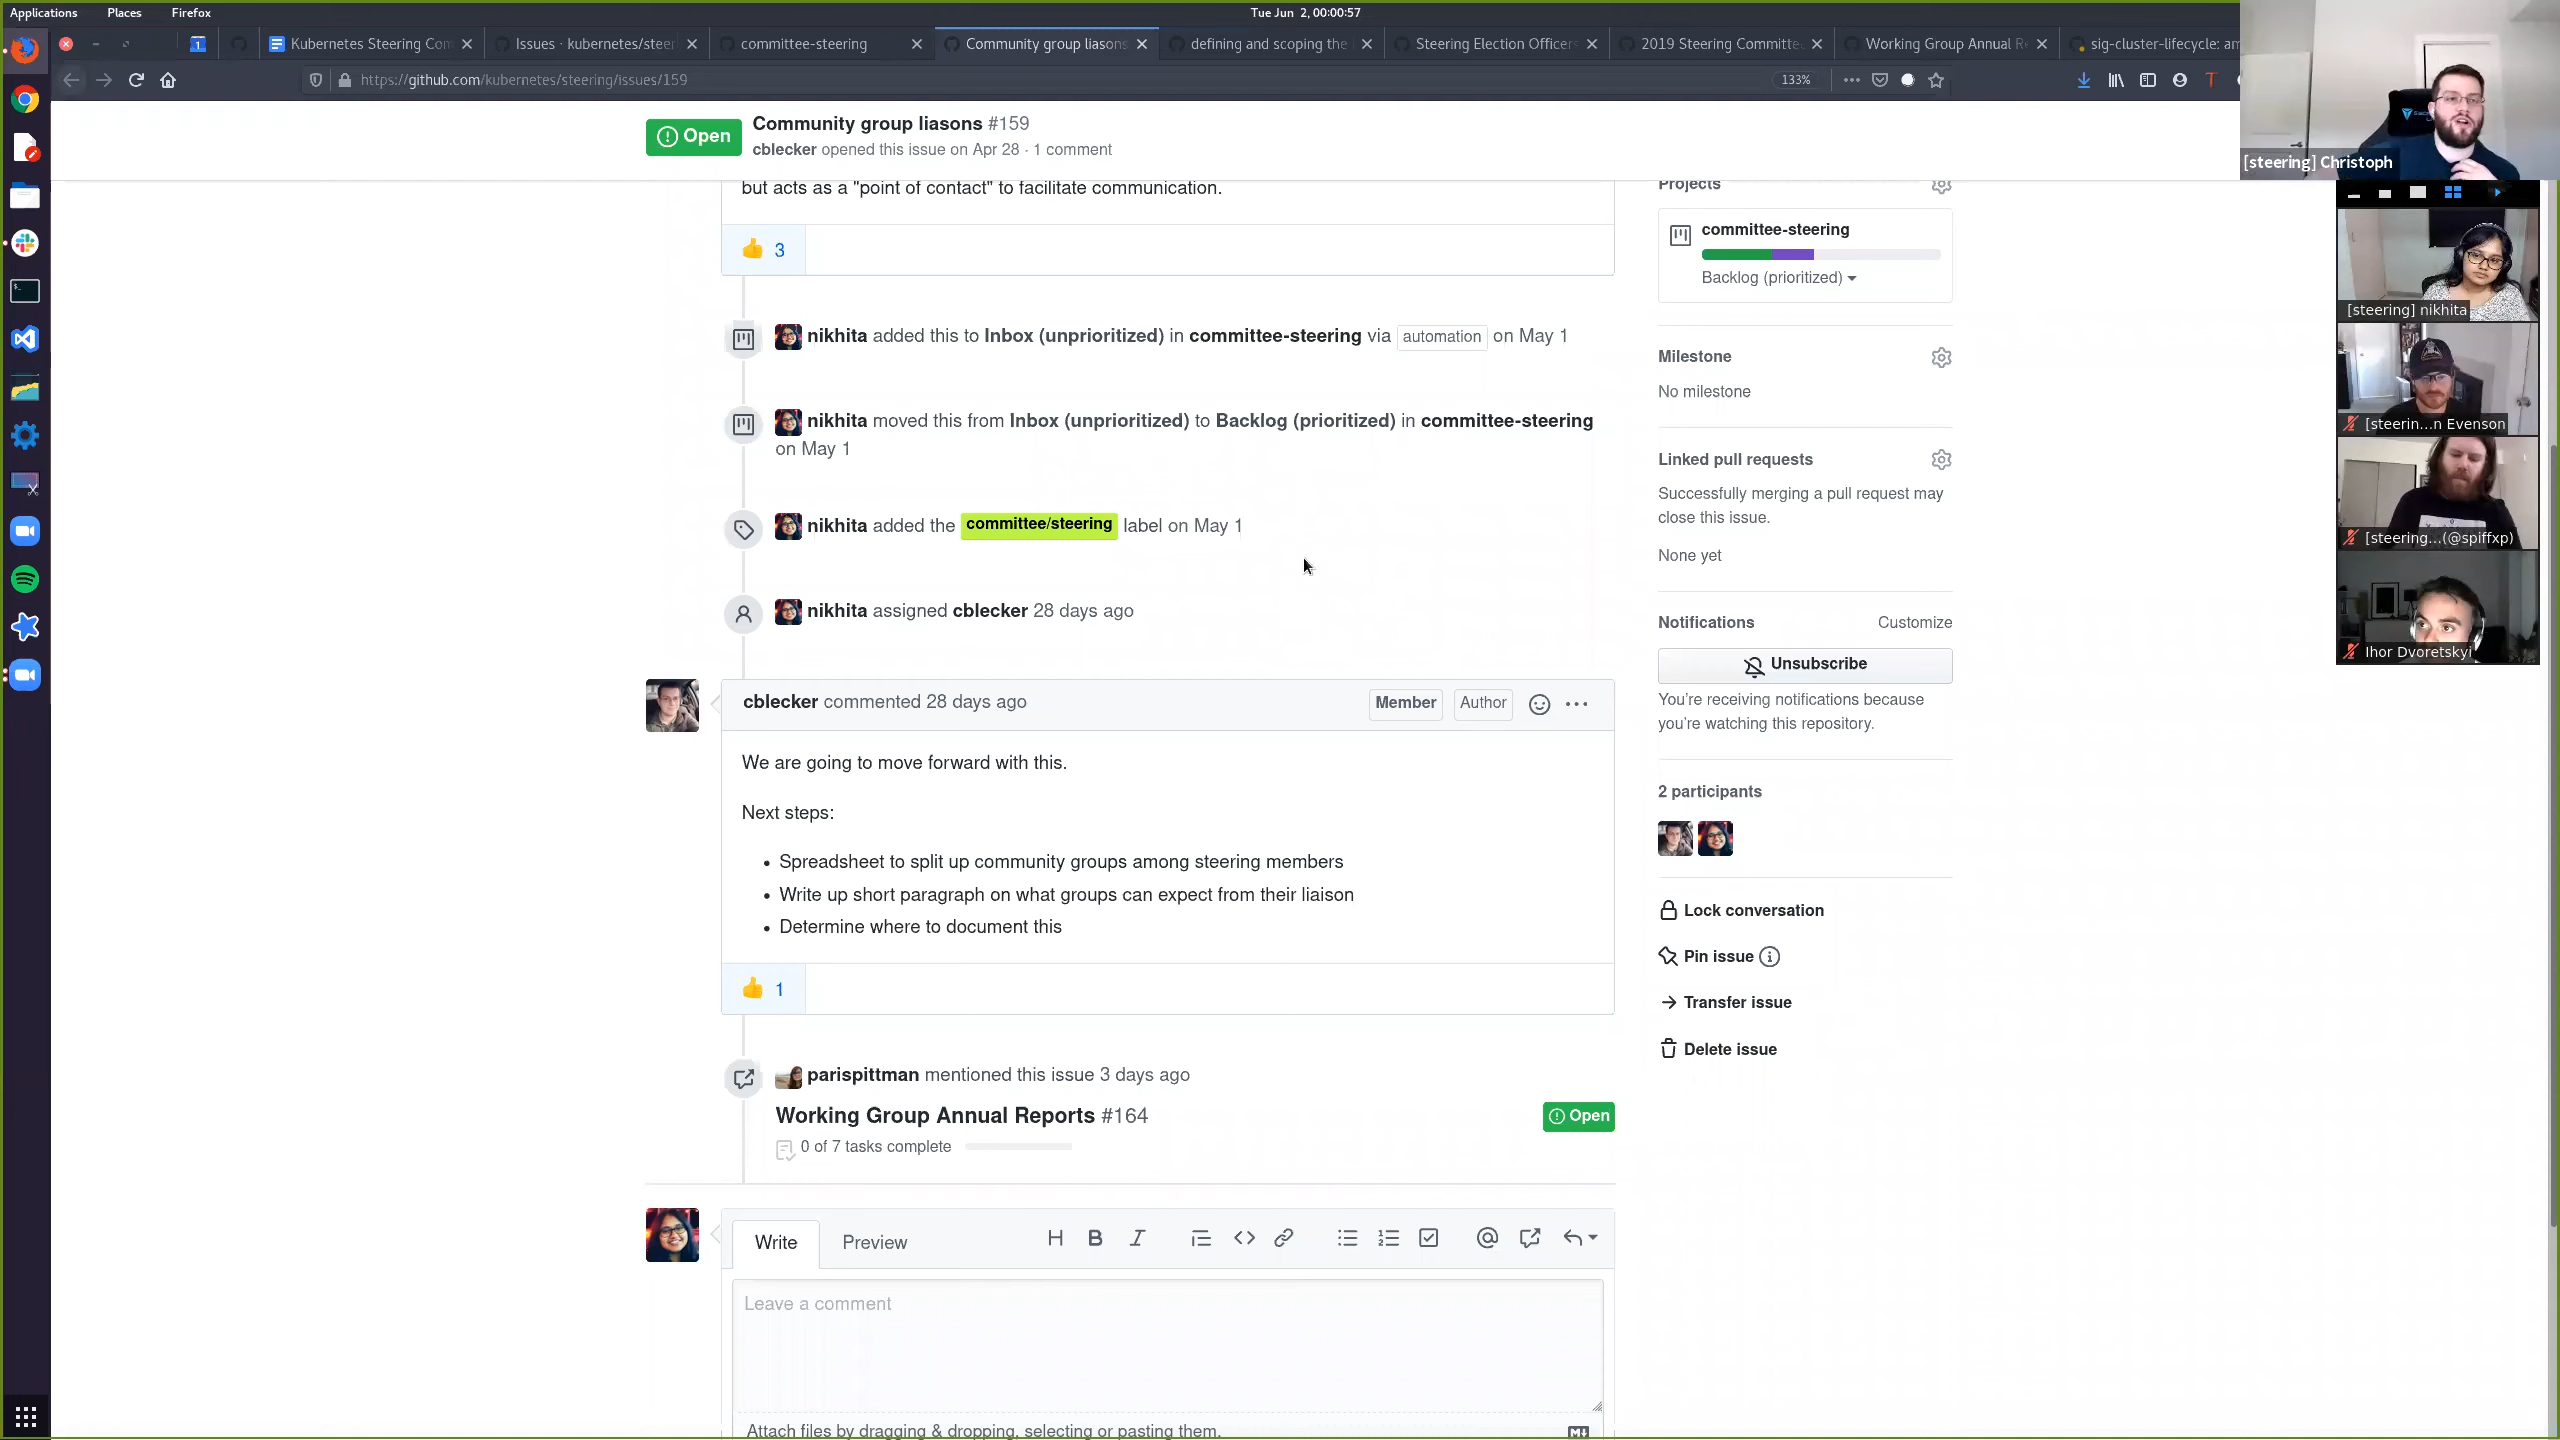 Applications Places Firefox
Tue Jun 2, 00:00:57
1
Kubernetes Steering Com
Issues · kubernetes/steer
committee-steering
Community group liasons
defining and scoping the
Steering Election Officers
2019 Steering Committe
Working Group Annual Re
sig-cluster-lifecycle: am
https://github.com/kubernetes/steering/issues/159
133%
Open
Community group liasons #159
cblecker opened this issue on Apr 28 · 1 comment
but acts as a "point of contact" to facilitate communication.
3
nikhita added this to Inbox (unprioritized) in committee-steering via automation on May 1
nikhita moved this from Inbox (unprioritized) to Backlog (prioritized) in committee-steering
on May 1
nikhita added the committee/steering label on May 1
nikhita assigned cblecker 28 days ago
cblecker commented 28 days ago
Member
Author
We are going to move forward with this.
Next steps:
• Spreadsheet to split up community groups among steering members
• Write up short paragraph on what groups can expect from their liaison
• Determine where to document this
1
parispittman mentioned this issue 3 days ago
Working Group Annual Reports #164
Open
0 of 7 tasks complete
Write
Preview
Leave a comment
Attach files by dragging & dropping, selecting or pasting them.
Projects
committee-steering
Backlog (prioritized)
Milestone
No milestone
Linked pull requests
Successfully merging a pull request may
close this issue.
None yet
Notifications
Customize
Unsubscribe
You're receiving notifications because
you're watching this repository.
2 participants
Lock conversation
Pin issue
Transfer issue
Delete issue
[steering] Christoph
[steering] nikhita
[steerin...n Evenson
[steering...(@spiffxp)
Ihor Dvoretskyi